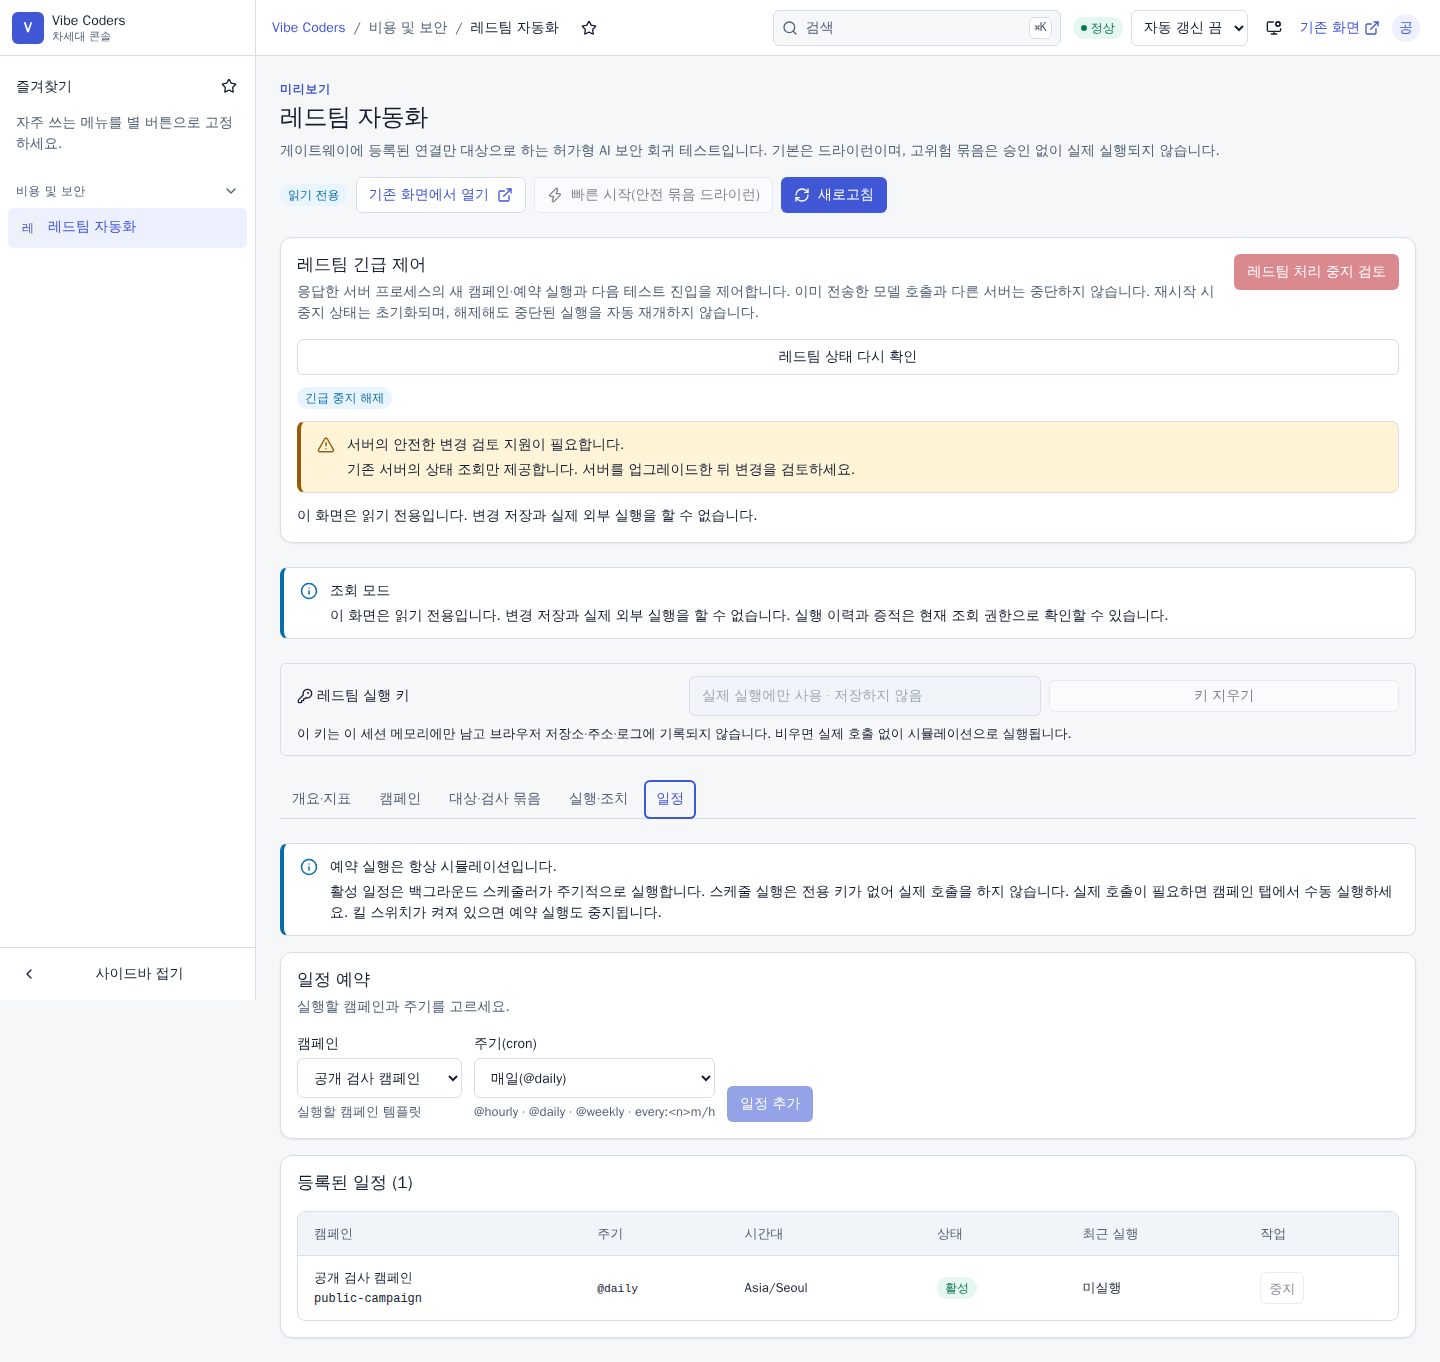 V Vibe Coders
차세대 콘솔
Vibe Coders / 비용 및 보안 / 레드팀 자동화
검색 ⌘K
정상
자동 갱신 끔
기존 화면
공
즐겨찾기
자주 쓰는 메뉴를 별 버튼으로 고정
하세요.
비용 및 보안
레 레드팀 자동화
사이드바 접기
미리보기
레드팀 자동화
게이트웨이에 등록된 연결만 대상으로 하는 허가형 AI 보안 회귀 테스트입니다. 기본은 드라이런이며, 고위험 묶음은 승인 없이 실제 실행되지 않습니다.
읽기 전용 기존 화면에서 열기 빠른 시작(안전 묶음 드라이런) 새로고침
레드팀 긴급 제어
응답한 서버 프로세스의 새 캠페인·예약 실행과 다음 테스트 진입을 제어합니다. 이미 전송한 모델 호출과 다른 서버는 중단하지 않습니다. 재시작 시
중지 상태는 초기화되며, 해제해도 중단된 실행을 자동 재개하지 않습니다.
레드팀 처리 중지 검토
레드팀 상태 다시 확인
긴급 중지 해제
서버의 안전한 변경 검토 지원이 필요합니다.
기존 서버의 상태 조회만 제공합니다. 서버를 업그레이드한 뒤 변경을 검토하세요.
이 화면은 읽기 전용입니다. 변경 저장과 실제 외부 실행을 할 수 없습니다.
조회 모드
이 화면은 읽기 전용입니다. 변경 저장과 실제 외부 실행을 할 수 없습니다. 실행 이력과 증적은 현재 조회 권한으로 확인할 수 있습니다.
레드팀 실행 키 실제 실행에만 사용 · 저장하지 않음 키 지우기
이 키는 이 세션 메모리에만 남고 브라우저 저장소·주소·로그에 기록되지 않습니다. 비우면 실제 호출 없이 시뮬레이션으로 실행됩니다.
개요·지표 캠페인 대상·검사 묶음 실행·조치 일정
예약 실행은 항상 시뮬레이션입니다.
활성 일정은 백그라운드 스케줄러가 주기적으로 실행합니다. 스케줄 실행은 전용 키가 없어 실제 호출을 하지 않습니다. 실제 호출이 필요하면 캠페인 탭에서 수동 실행하세
요. 킬 스위치가 켜져 있으면 예약 실행도 중지됩니다.
일정 예약
실행할 캠페인과 주기를 고르세요.
캠페인 주기(cron)
공개 검사 캠페인 매일(@daily) 일정 추가
실행할 캠페인 템플릿 @hourly · @daily · @weekly · every:<n>m/h
등록된 일정 (1)
캠페인 주기 시간대 상태 최근 실행 작업
공개 검사 캠페인
public-campaign @daily Asia/Seoul 활성 미실행 중지